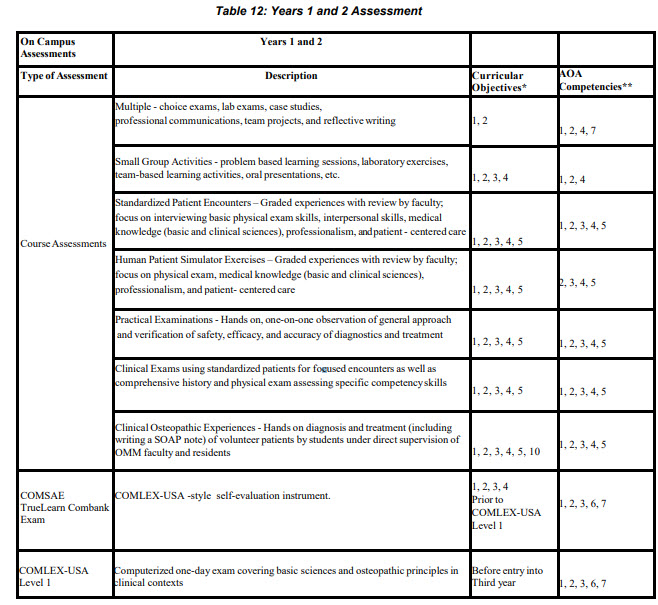 Table 12: Years 1 and 2 Assessment
On Campus
Assessments
Years 1 and 2
Type of Assessment
Description
Curricular
Objectives*
AOA
Competencies**
Course Assessments
Multiple - choice exams, lab exams, case studies,
professional communications, team projects, and reflective writing
1, 2
1, 2, 4, 7
Small Group Activities - problem based learning sessions, laboratory exercises,
team-based learning activities, oral presentations, etc.
1, 2, 3, 4
1, 2, 4
Standardized Patient Encounters – Graded experiences with review by faculty;
focus on interviewing basic physical exam skills, interpersonal skills, medical
knowledge (basic and clinical sciences), professionalism, and patient - centered care
1, 2, 3, 4, 5
1, 2, 3, 4, 5
Human Patient Simulator Exercises – Graded experiences with review by faculty;
focus on physical exam, medical knowledge (basic and clinical sciences),
professionalism, and patient- centered care
1, 2, 3, 4, 5
2, 3, 4, 5
Practical Examinations - Hands on, one-on-one observation of general approach
and verification of safety, efficacy, and accuracy of diagnostics and treatment
1, 2, 3, 4, 5
1, 2, 3, 4, 5
Clinical Exams using standardized patients for focused encounters as well as
comprehensive history and physical exam assessing specific competency skills
1, 2, 3, 4, 5
1, 2, 3, 4, 5
Clinical Osteopathic Experiences - Hands on diagnosis and treatment (including
writing a SOAP note) of volunteer patients by students under direct supervision of
OMM faculty and residents
1, 2, 3, 4, 5, 10
1, 2, 3, 4, 5
COMSAE
TrueLearn Combank
Exam
COMLEX-USA -style self-evaluation instrument.
1, 2, 3, 4
Prior to
COMLEX-USA
Level 1
1, 2, 3, 6, 7
COMLEX-USA
Level 1
Computerized one-day exam covering basic sciences and osteopathic principles in
clinical contexts
Before entry into
Third year
1, 2, 3, 6, 7